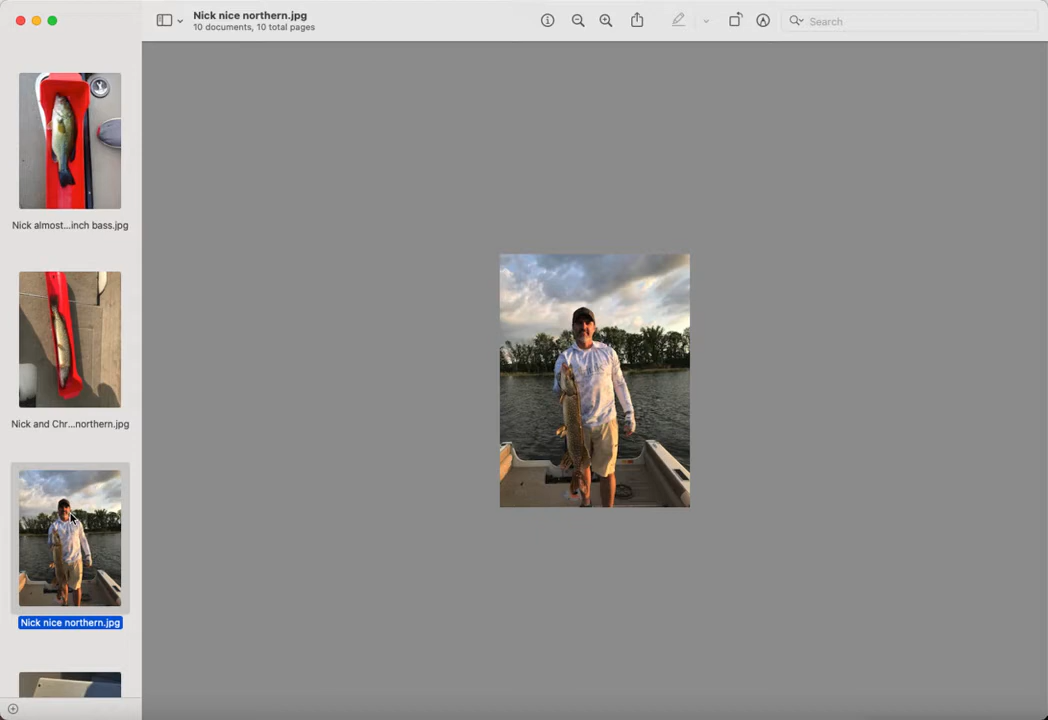 Nick nice northern.jpg
10 documents, 10 total pages
Search
Nick almost...inch bass.jpg
Nick and Chr...northern.jpg
Nick nice northern.jpg